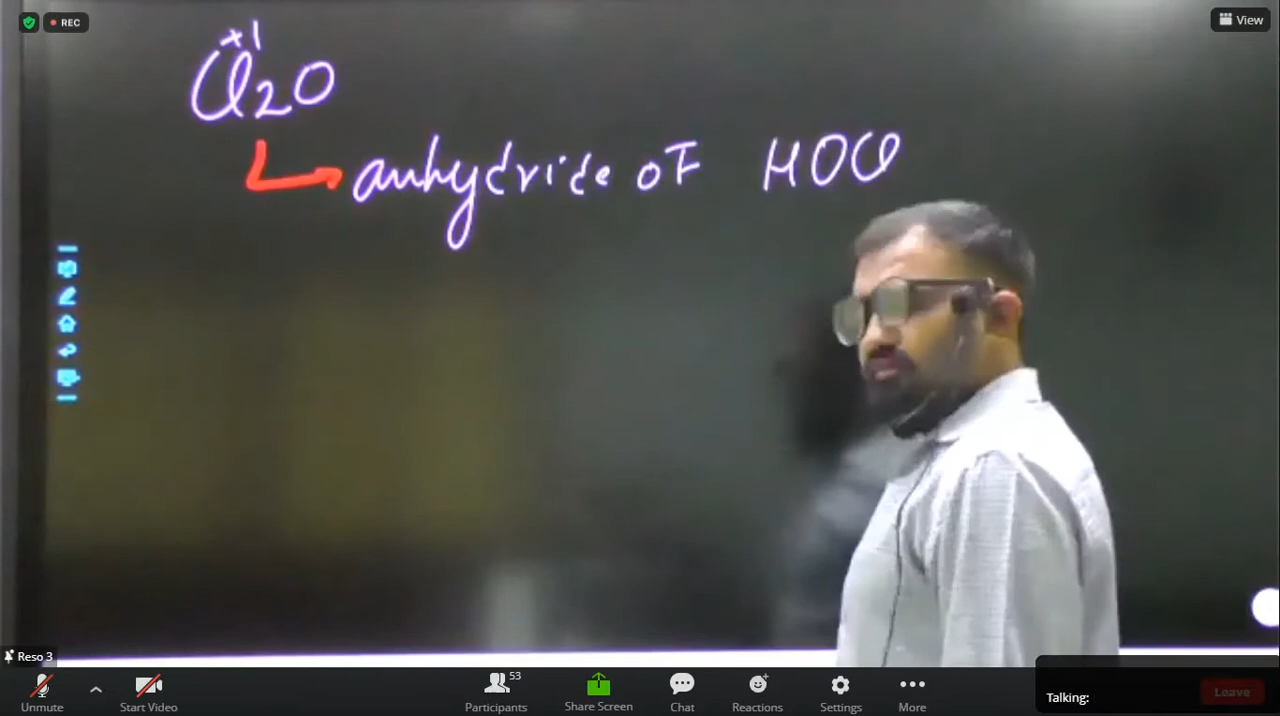 REC
View
+1
Cl2O
anhydride of HOCl
Reso 3
Unmute
Start Video
53
Participants
Share Screen
Chat
Reactions
Settings
More
Talking:
Leave